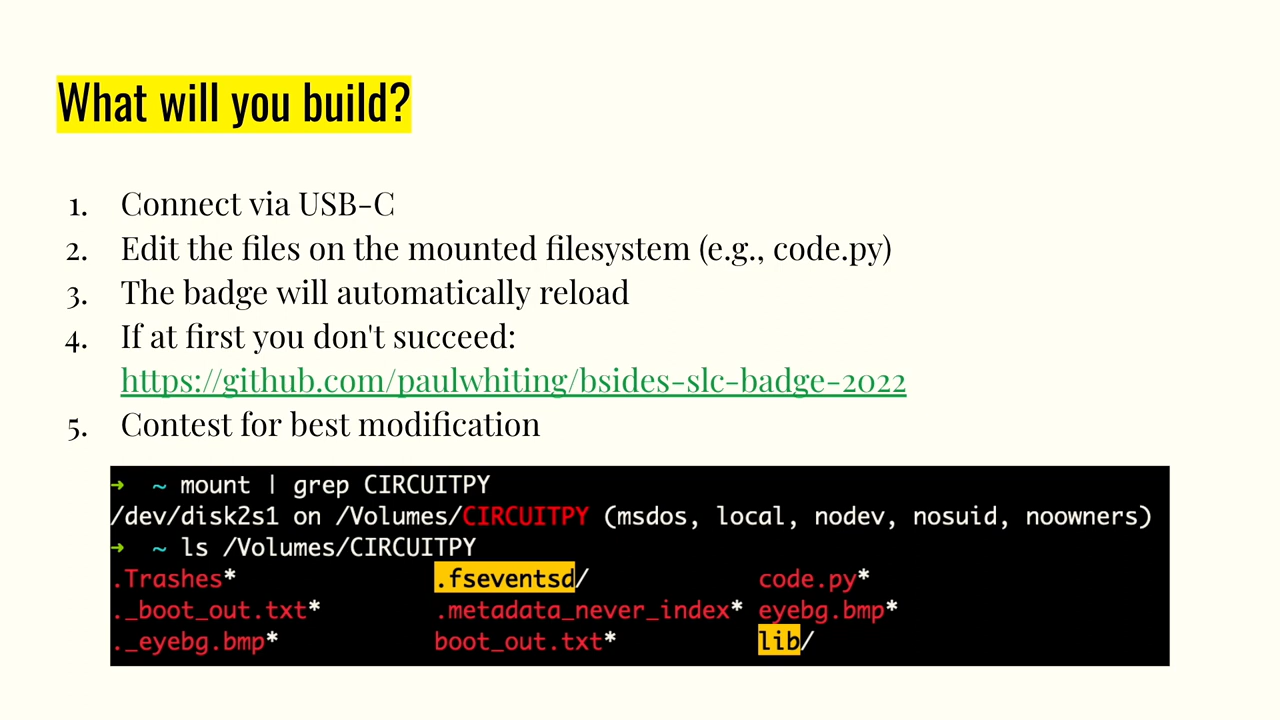 What will you build?
1. Connect via USB-C
2. Edit the files on the mounted filesystem (e.g., code.py)
3. The badge will automatically reload
4. If at first you don't succeed:
https://github.com/paulwhiting/bsides-slc-badge-2022
5. Contest for best modification
➜ ~ mount | grep CIRCUITPY
/dev/disk2s1 on /Volumes/CIRCUITPY (msdos, local, nodev, nosuid, noowners)
➜ ~ ls /Volumes/CIRCUITPY
.Trashes* .fseventsd/ code.py*
._boot_out.txt* .metadata_never_index* eyebg.bmp*
._eyebg.bmp* boot_out.txt* lib/